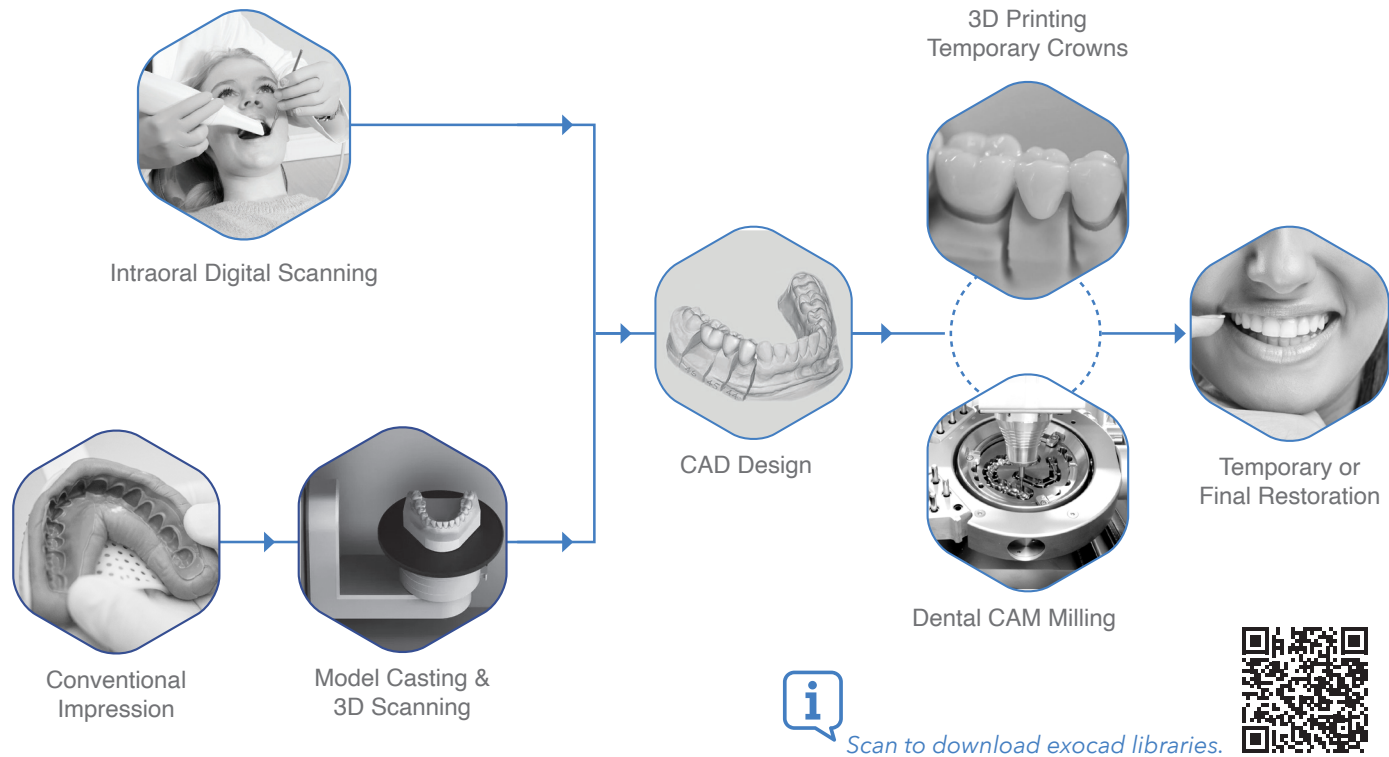 3D Printing
Temporary Crowns
Intraoral Digital Scanning
CAD Design
Temporary or
Final Restoration
Dental CAM Milling
Conventional
Impression
Model Casting &
3D Scanning
i
Scan to download exocad libraries.